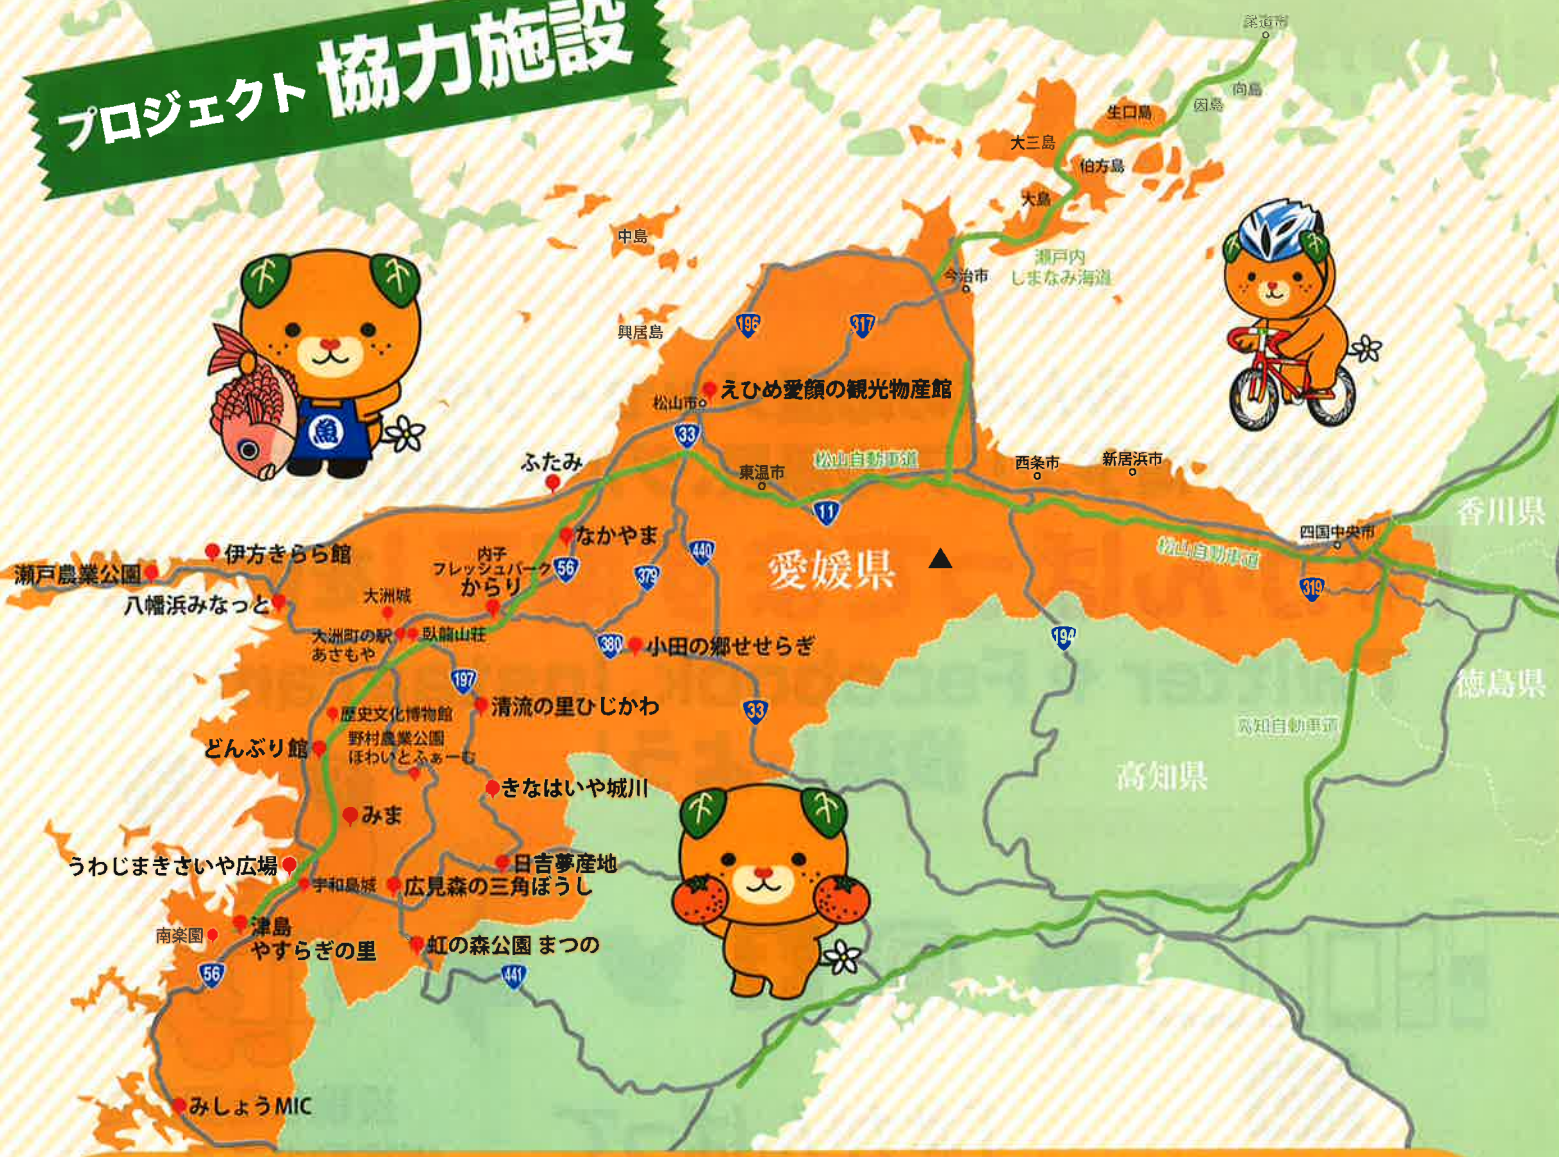 プロジェクト 協力施設
尾道市
向島
因島
生口島
大三島
伯方島
大島
中島
瀬戸内
しまなみ海道
今治市
興居島
196
317
えひめ愛顔の観光物産館
松山市
33
魚
ふたみ
東温市
松山自動車道
西条市
新居浜市
11
香川県
四国中央市
なかやま
伊方きらら館
瀬戸農業公園
八幡浜みなっと
内子
フレッシュパーク
からり
56
379
440
愛媛県
松山自動車道
319
大洲城
大洲町の駅
あさもや
臥龍山荘
380
小田の郷せせらぎ
194
197
清流の里ひじかわ
33
徳島県
歴史文化博物館
どんぶり館
野村農業公園
ほわいとふぁーむ
高知自動車道
高知県
きなはいや城川
みま
うわじまきさいや広場
宇和島城
日吉夢産地
広見森の三角ぼうし
津島
やすらぎの里
南楽園
虹の森公園 まつの
56
441
みしょうMIC